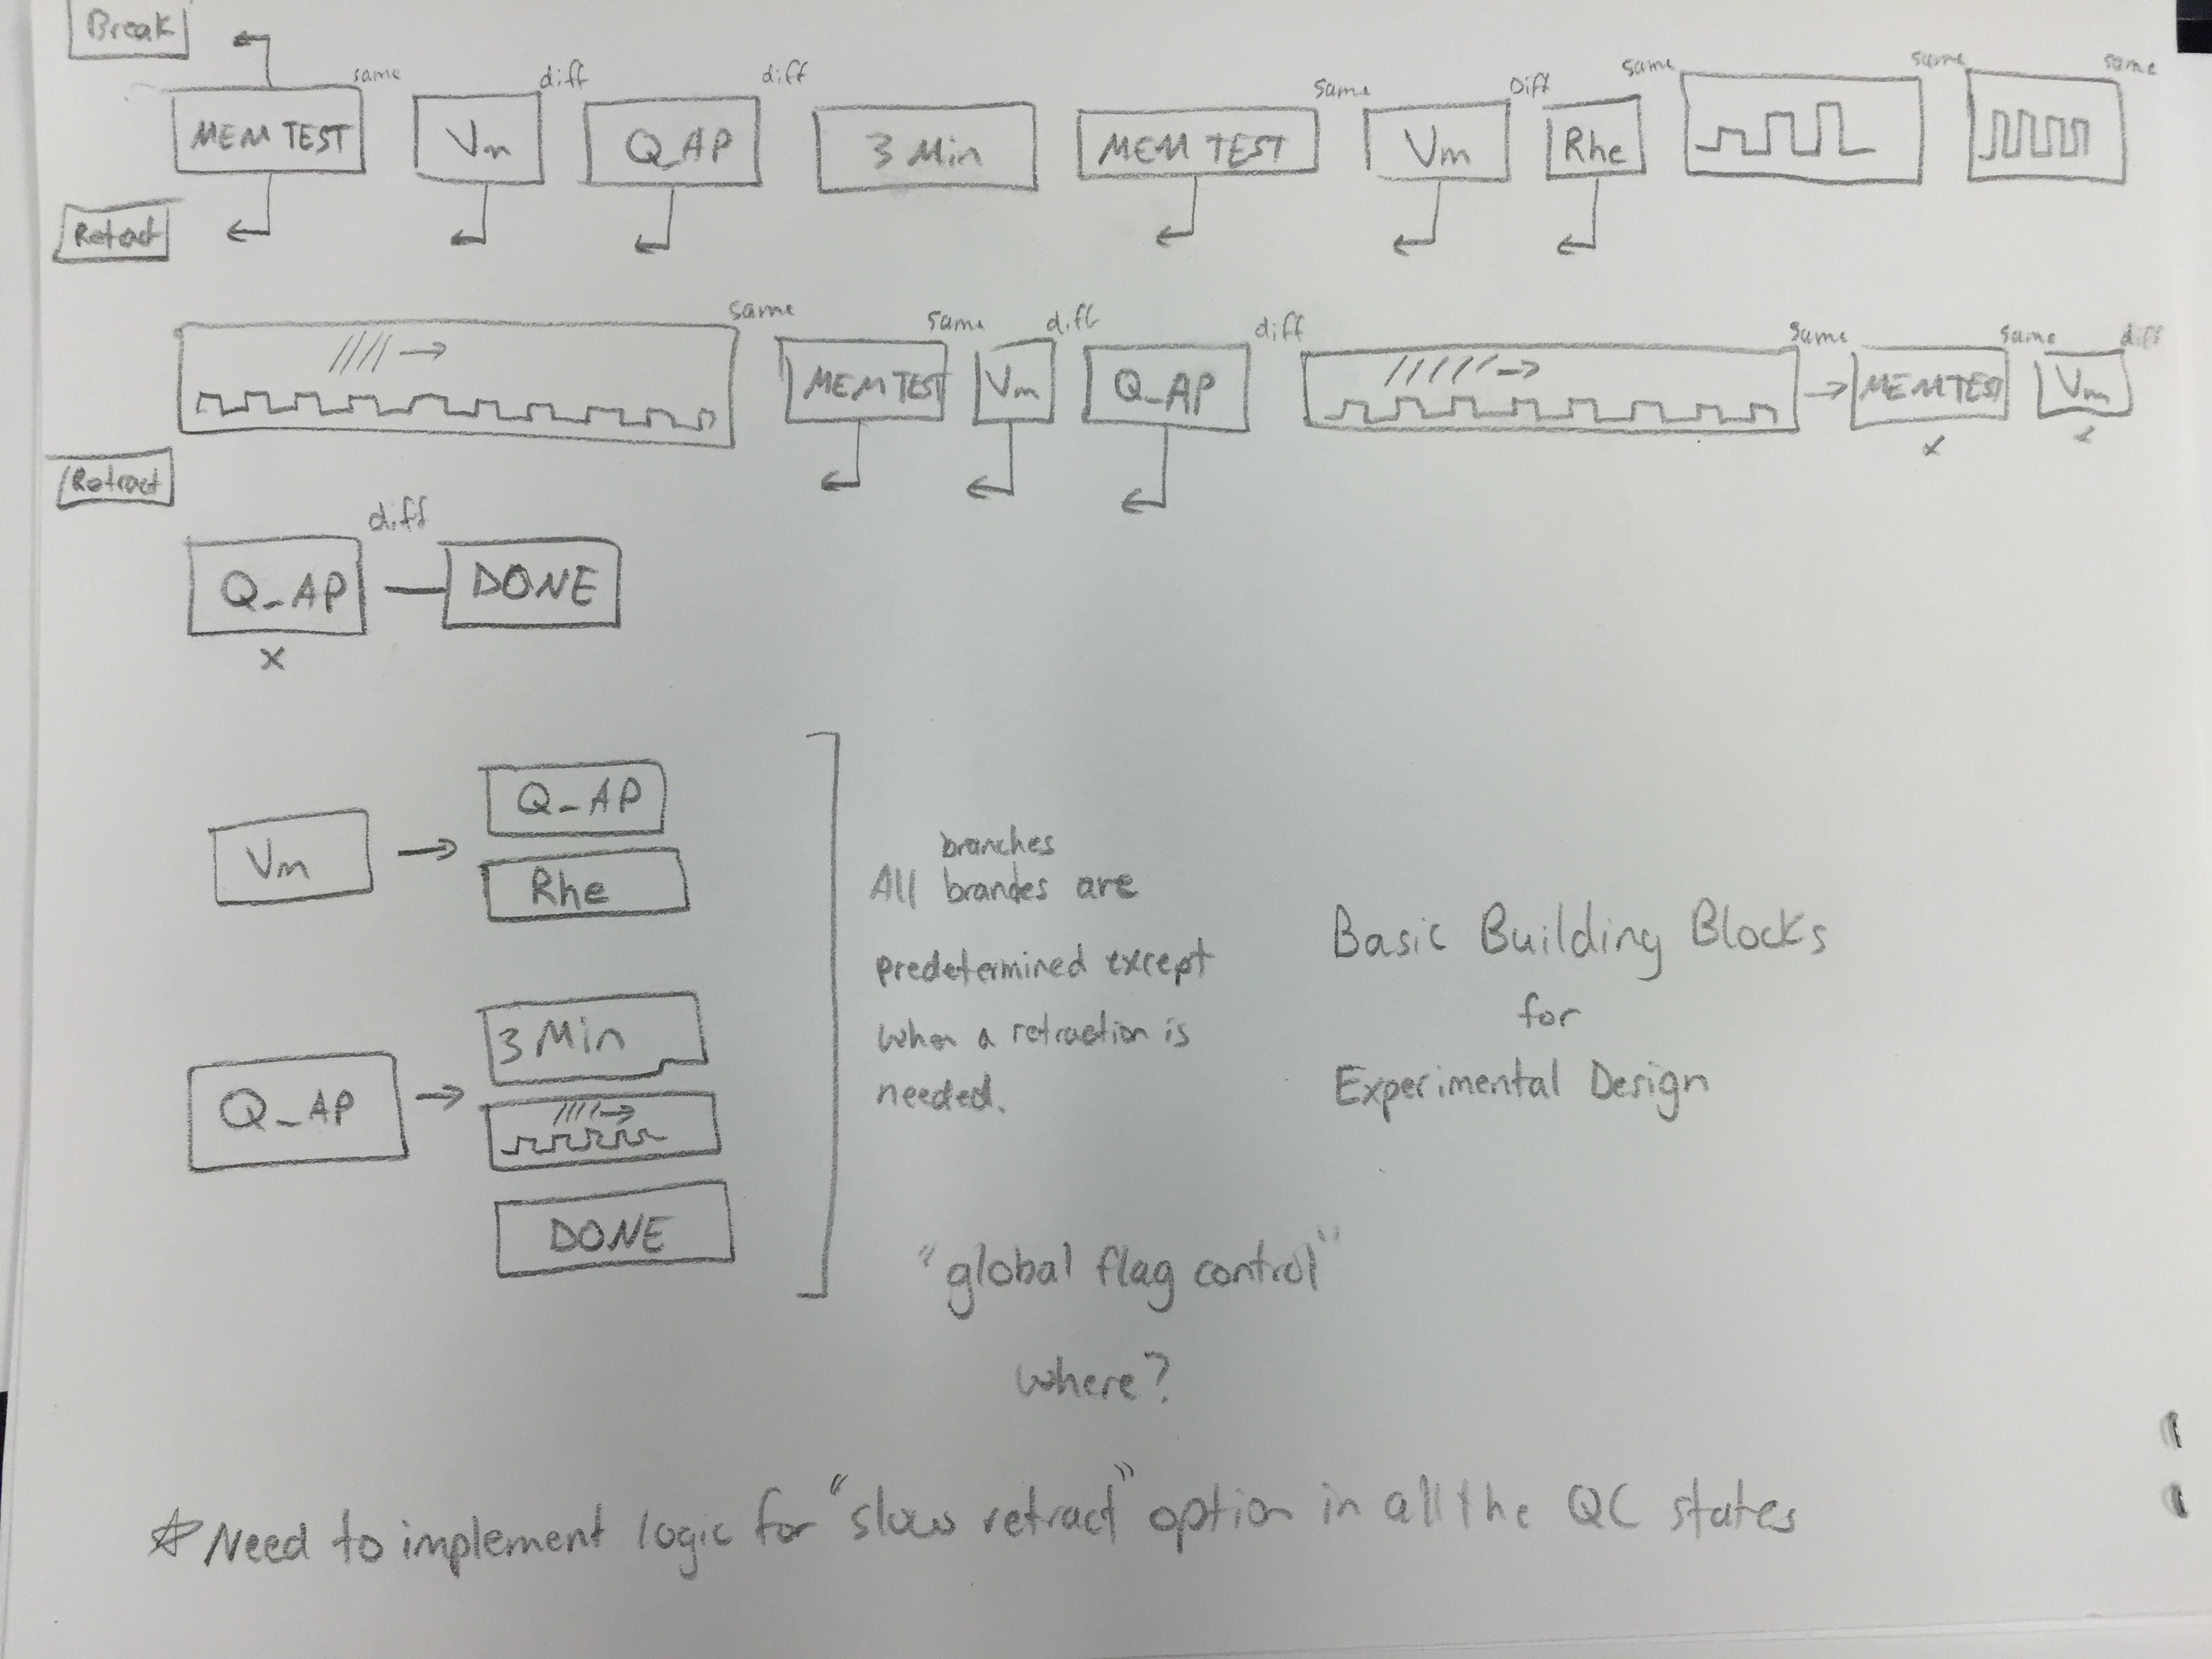 Break
same diff diff same Diff same same same
MEM TEST Vm Q_AP 3 Min MEM TEST Vm Rhe
Retract
same same diff diff same same diff
MEM TEST Vm Q_AP MEM TEST Vm
x x
Retract
diff
Q_AP DONE
x
Vm
Q_AP
Rhe
Q_AP
3 Min
DONE
branches
All brandes are
predetermined except
when a retraction is
needed.
"global flag control"
where?
Basic Building Blocks
for
Experimental Design
☆ Need to implement logic for "slow retract" option in all the QC states